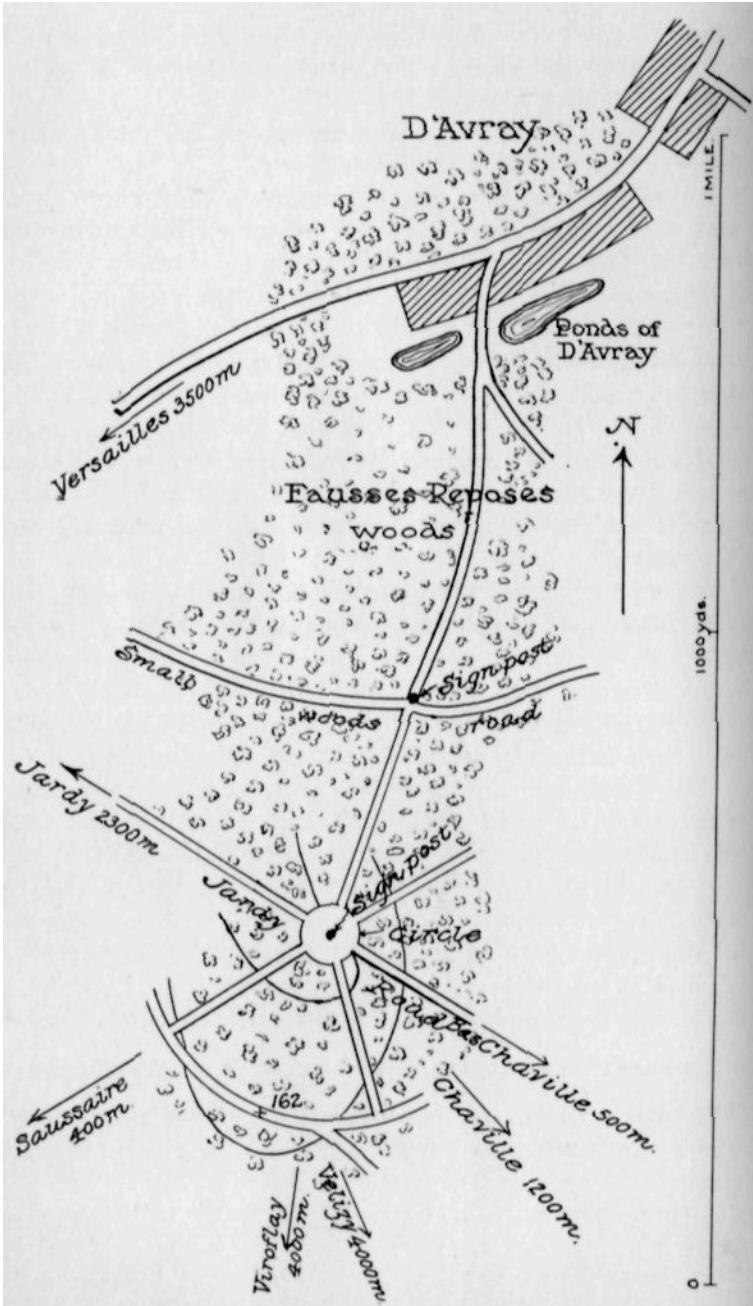 D'Avray
1 MILE.
Ponds of
D'Avray
Versailles 3500m
N.
Fausses Reposes
woods
1000 yds.
Sign post
Small woods road
Jardy 2300m.
Sign post
Jardy
Circle
Road Bas Chaville 500m.
Chaville 1200m.
Saussaire
400m.
162
Viroflay
4000m.
Velizy 4000m.
0